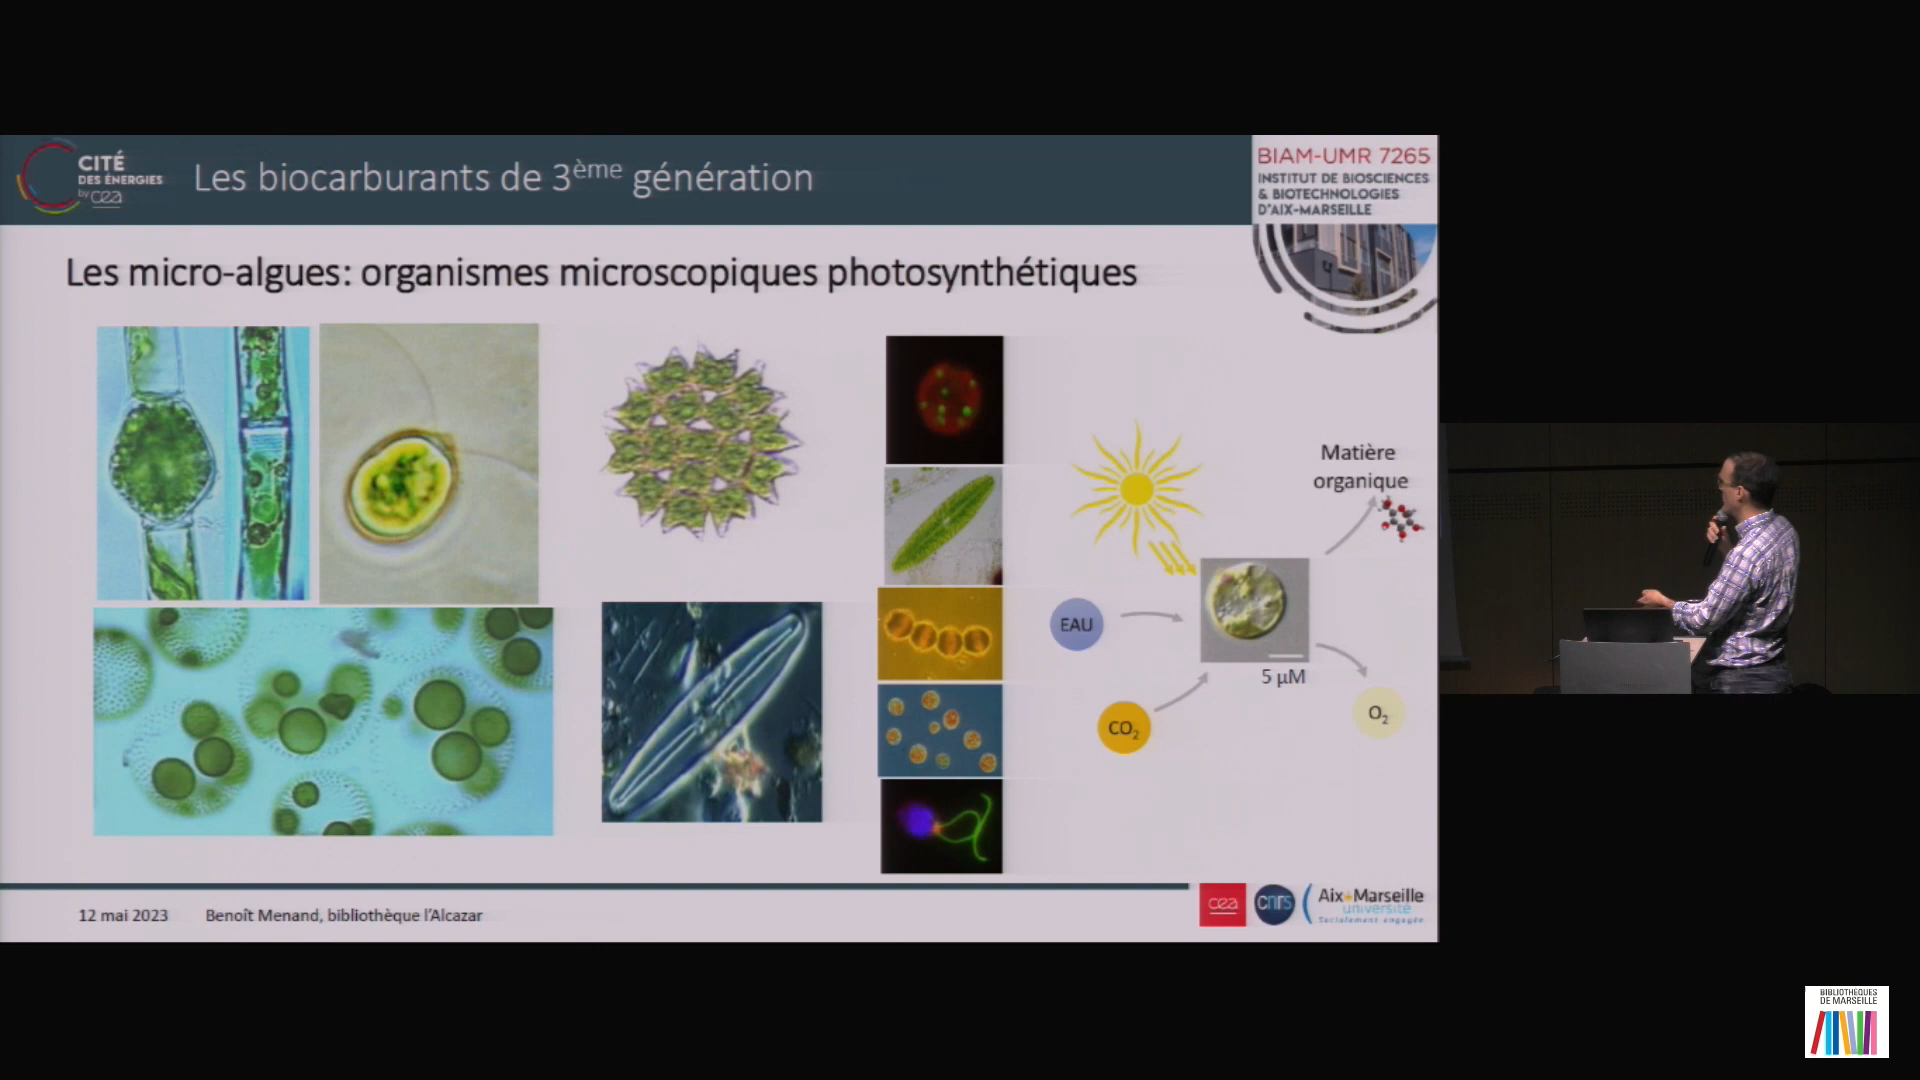 CITÉ
DES ÉNERGIES
by cea
Les biocarburants de 3ème génération
BIAM-UMR 7265
INSTITUT DE BIOSCIENCES
& BIOTECHNOLOGIES
D'AIX-MARSEILLE
Les micro-algues: organismes microscopiques photosynthétiques
Matière
organique
EAU
5 µM
CO2
O2
12 mai 2023
Benoît Menand, bibliothèque l'Alcazar
cea
cnrs
Aix+Marseille
université
Socialement engagée
BIBLIOTHÈQUES
DE MARSEILLE